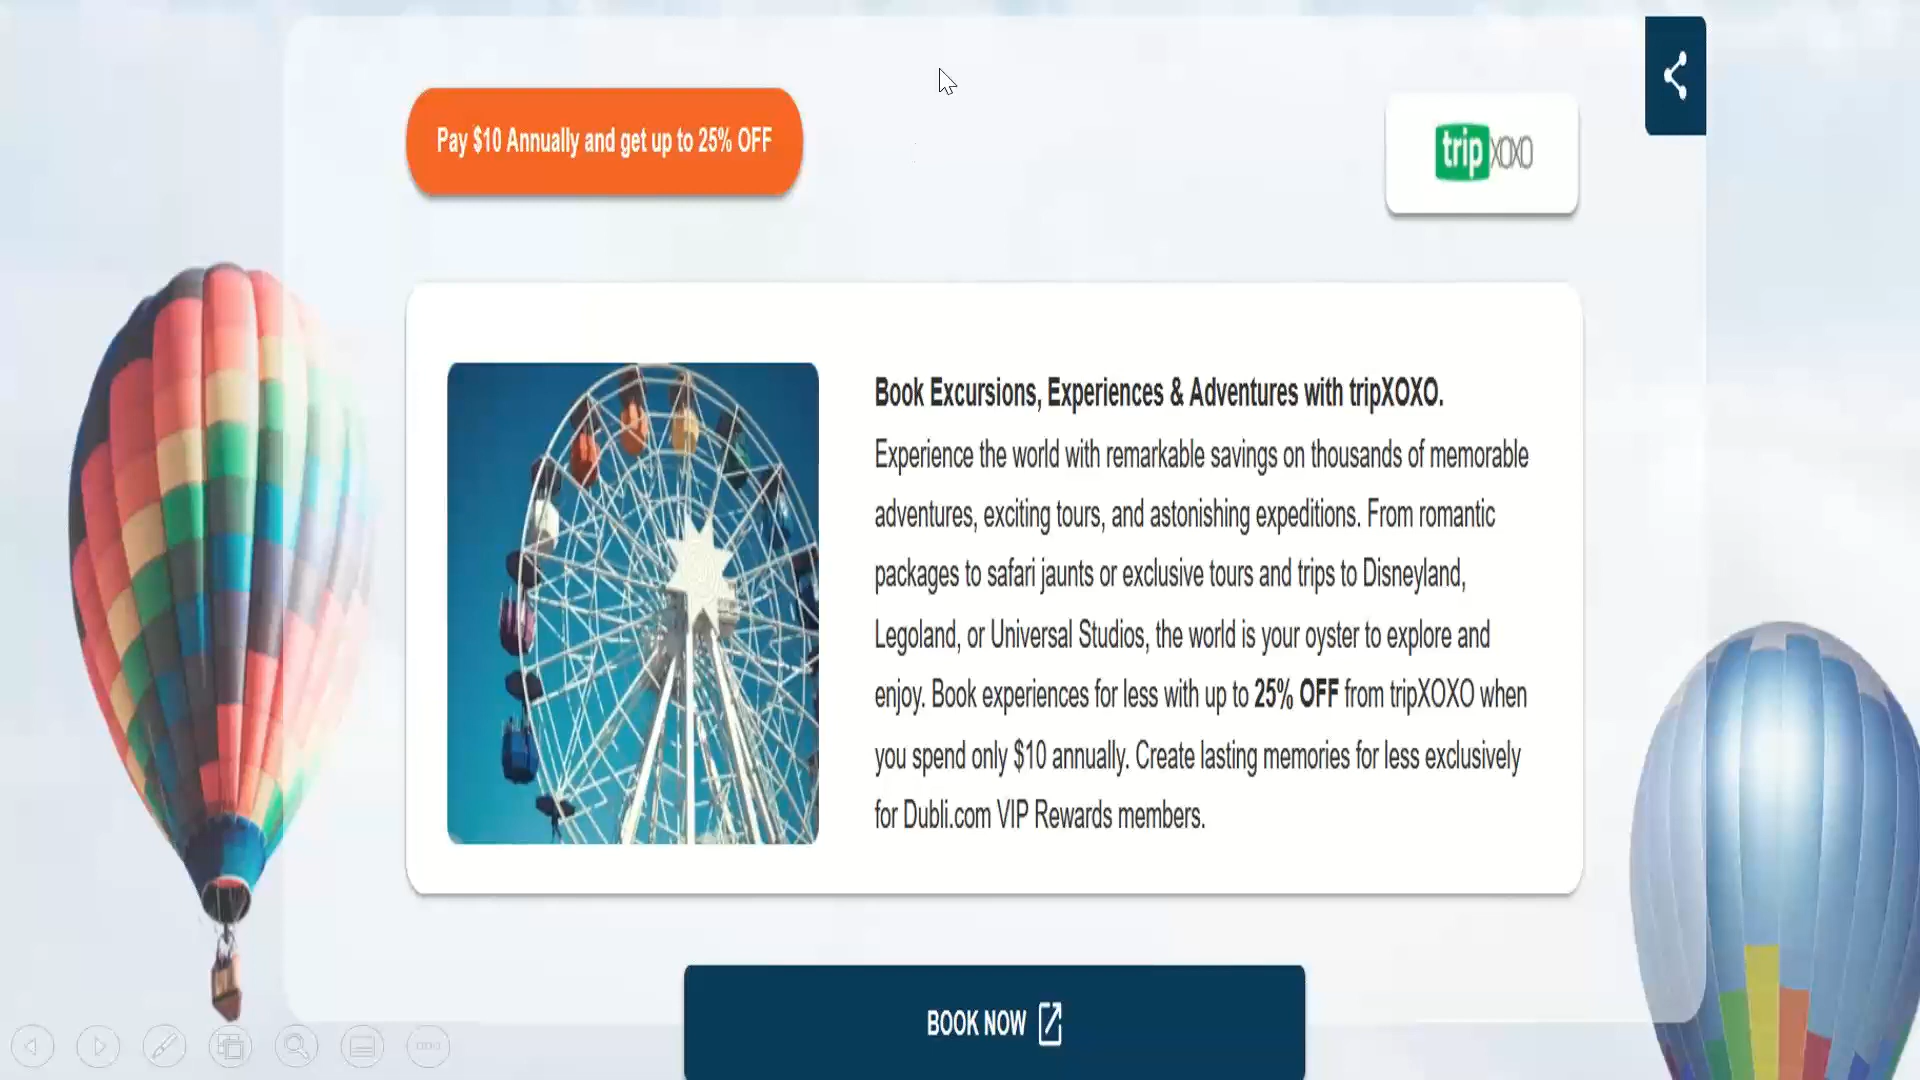 Pay $10 Annually and get up to 25% OFF
tripXOXO
Book Excursions, Experiences & Adventures with tripXOXO.
Experience the world with remarkable savings on thousands of memorable
adventures, exciting tours, and astonishing expeditions. From romantic
packages to safari jaunts or exclusive tours and trips to Disneyland,
Legoland, or Universal Studios, the world is your oyster to explore and
enjoy. Book experiences for less with up to 25% OFF from tripXOXO when
you spend only $10 annually. Create lasting memories for less exclusively
for Dubli.com VIP Rewards members.
BOOK NOW